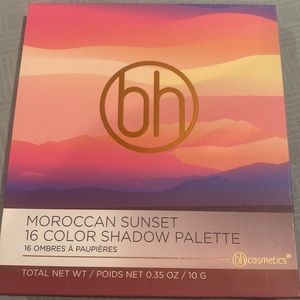 bh
MOROCCAN SUNSET
16 COLOR SHADOW PALETTE
16 OMBRES À PAUPIÈRES
bh cosmetics®
TOTAL NET WT / POIDS NET 0.35 OZ / 10 G